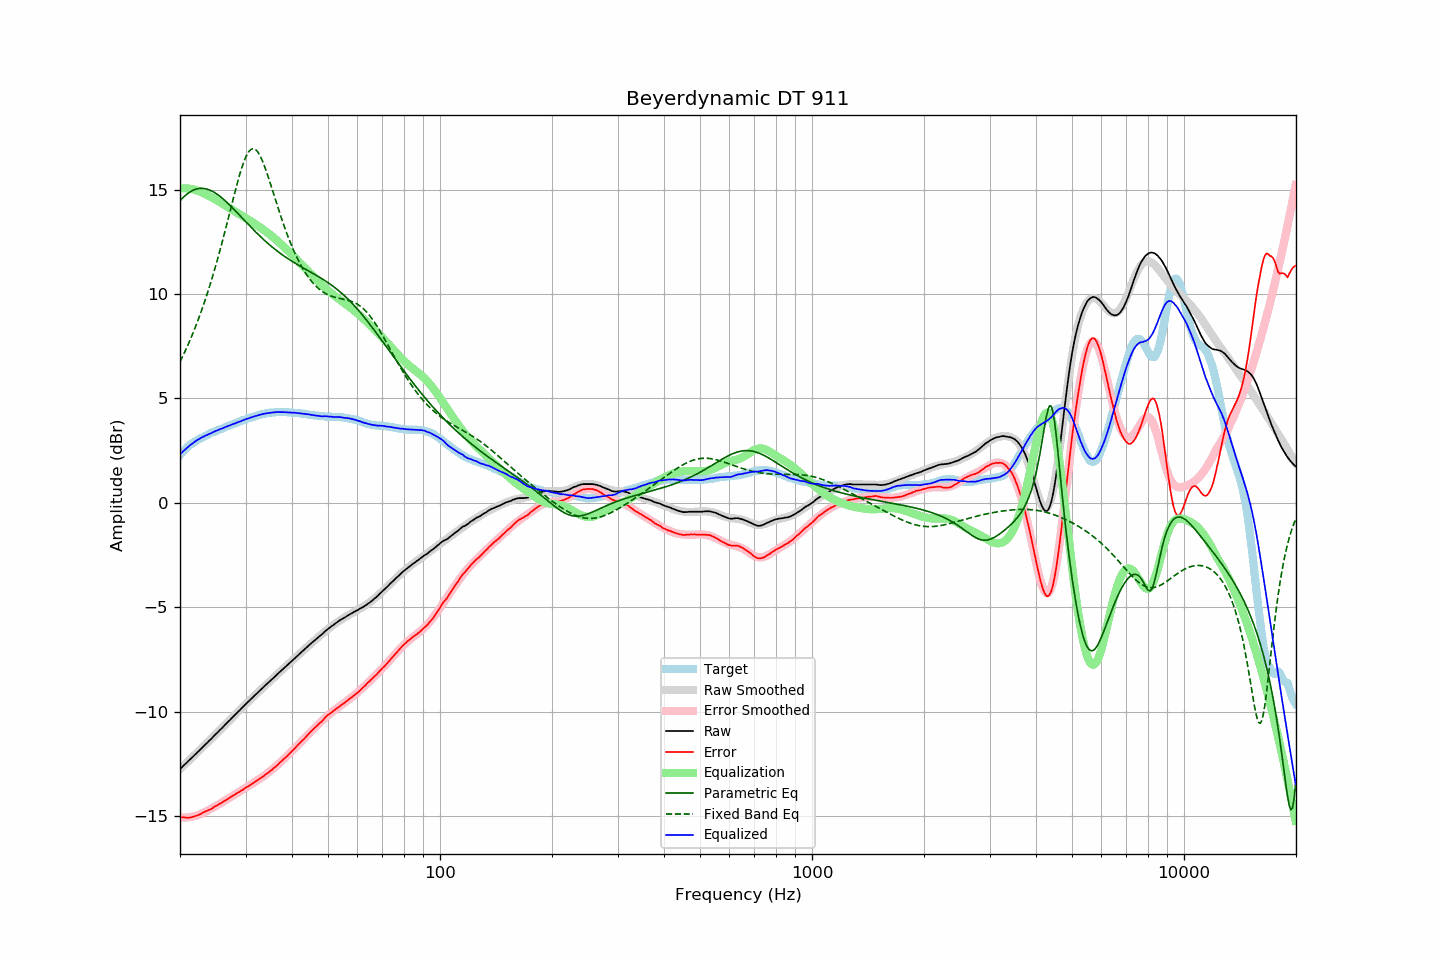 Beyerdynamic DT 911
Amplitude (dBr)
15
10
5
0
−5
−10
−15
Target
Raw Smoothed
Error Smoothed
Raw
Error
Equalization
Parametric Eq
Fixed Band Eq
Equalized
100
1000
10000
Frequency (Hz)